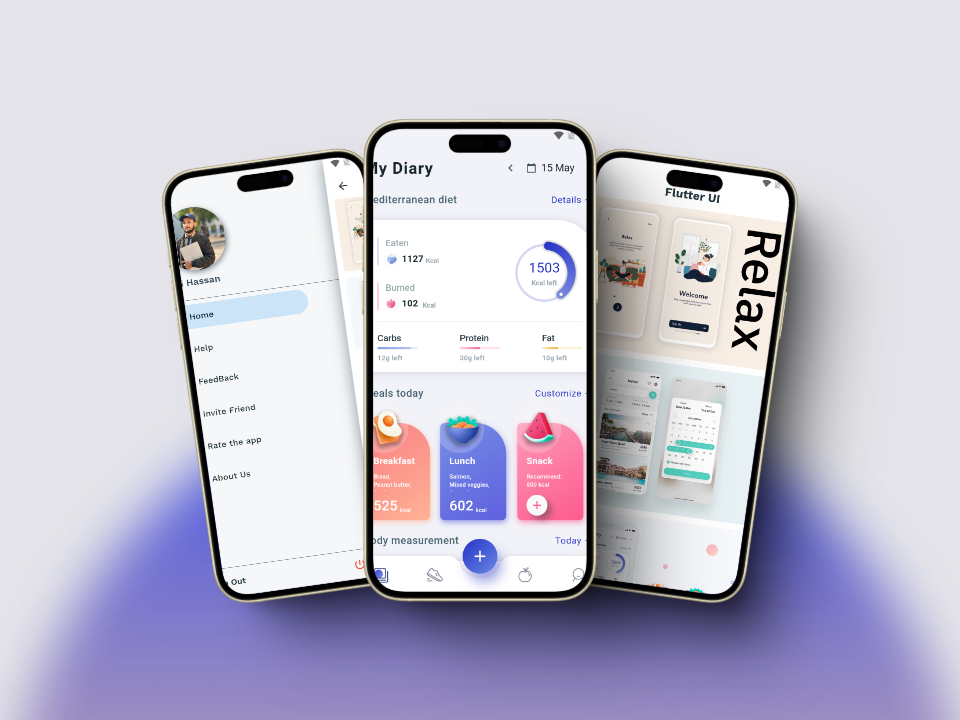 Hassan
Home
Help
FeedBack
Invite Friend
Rate the app
About Us
Out
My Diary
15 May
editerranean diet
Details
Eaten
1127 Kcal
Burned
102 Kcal
1503
Kcal left
Carbs
12g left
Protein
30g left
Fat
10g left
eals today
Customize
Breakfast
Bread,
Peanut butter,
525 kcal
Lunch
Salmon,
Mixed veggies,
602 kcal
Snack
Recommend:
800 kcal
ody measurement
Today
Flutter UI
Relax
Welcome
Relax